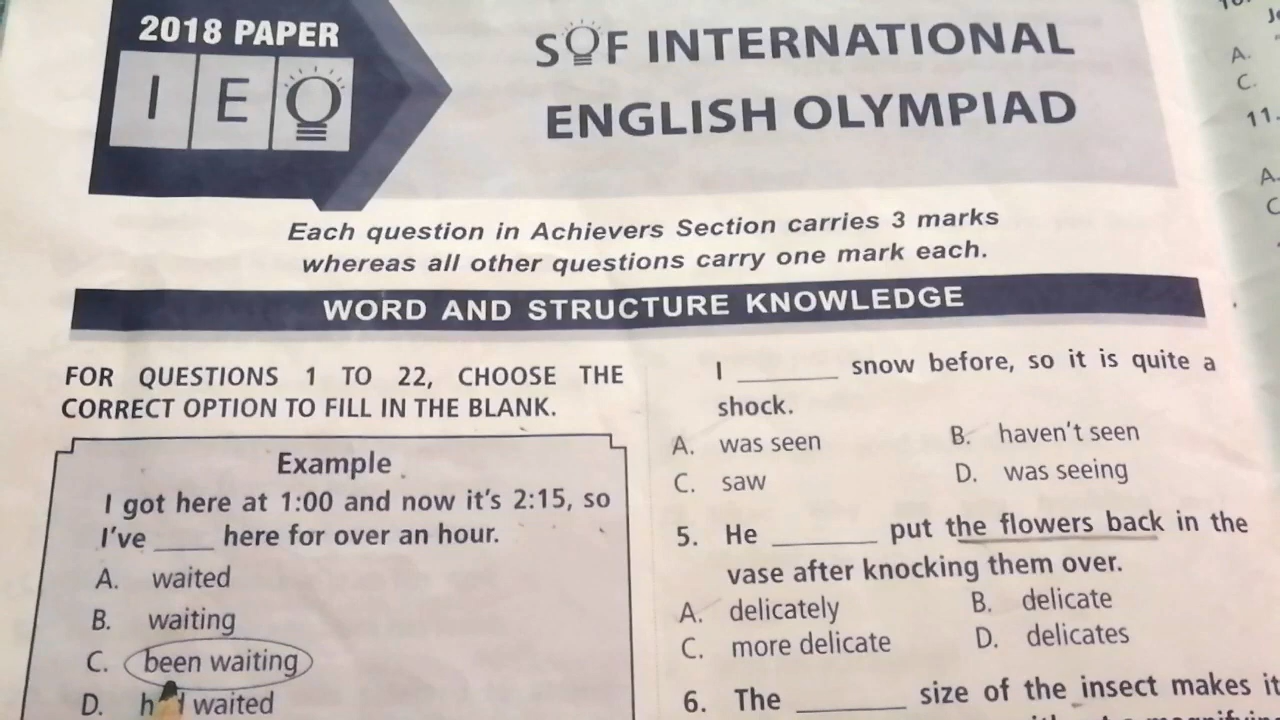 2018 PAPER
I E O
SOF INTERNATIONAL
ENGLISH OLYMPIAD
Each question in Achievers Section carries 3 marks
whereas all other questions carry one mark each.
WORD AND STRUCTURE KNOWLEDGE
FOR QUESTIONS 1 TO 22, CHOOSE THE
CORRECT OPTION TO FILL IN THE BLANK.
Example
I got here at 1:00 and now it's 2:15, so
I've ____ here for over an hour.
A. waited
B. waiting
C. been waiting
D. waited
I _______ snow before, so it is quite a
shock.
A. was seen
B. haven't seen
C. saw
D. was seeing
5. He _______ put the flowers back in the
vase after knocking them over.
A. delicately
B. delicate
C. more delicate
D. delicates
6. The _______ size of the insect makes it
A.
C.
11.
A.
C